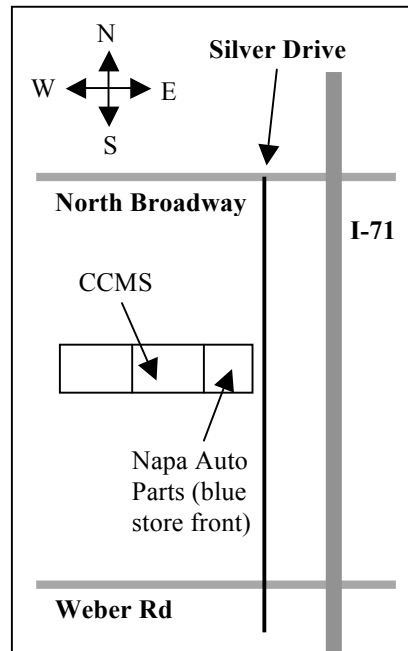 N
Silver Drive
W
E
S
North Broadway
I-71
CCMS
Napa Auto
Parts (blue
store front)
Weber Rd